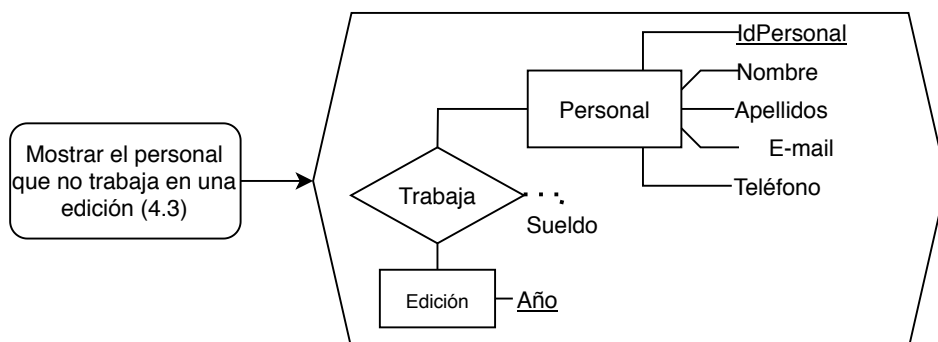 IdPersonal
Nombre
Personal
Apellidos
E-mail
Mostrar el personal
que no trabaja en una
edición (4.3)
Trabaja
Teléfono
Sueldo
Edición
Año